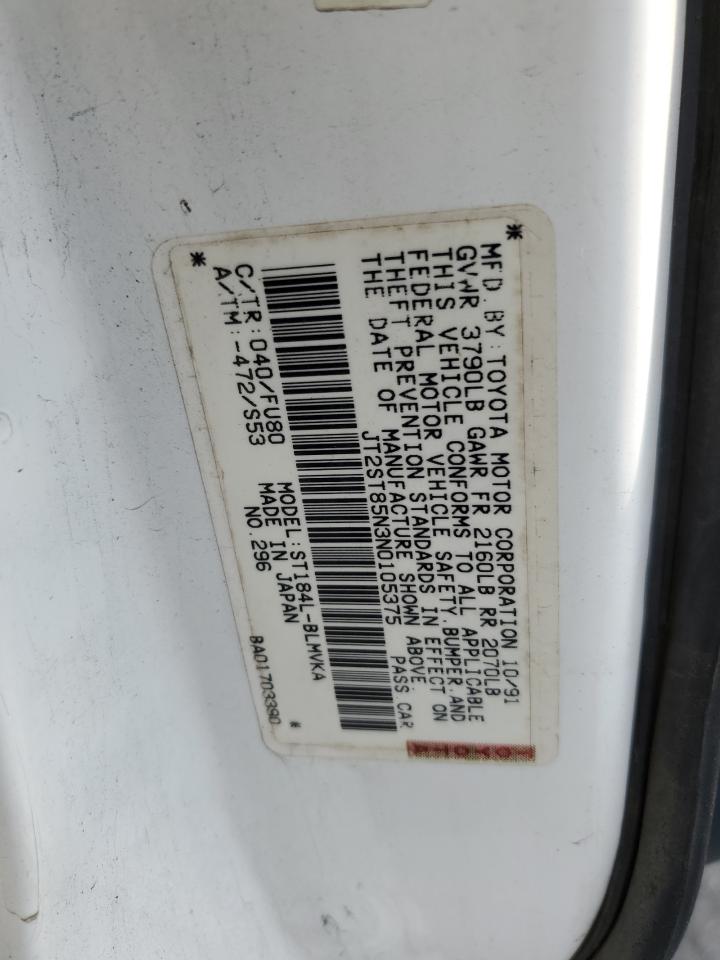 MFD. BY: TOYOTA MOTOR CORPORATION 10/91
GVWR 3790LB GAWR FR 2160LB RR 2070LB
THIS VEHICLE CONFORMS TO ALL APPLICABLE
FEDERAL MOTOR VEHICLE SAFETY, BUMPER, AND
THEFT PREVENTION STANDARDS IN EFFECT ON
THE DATE OF MANUFACTURE SHOWN ABOVE.
JT2ST85N3N0105375 PASS. CAR
C/TR: 040/FU80 MODEL: ST184L-BLMVKA
A/TM: -472/S53 MADE IN JAPAN
NO. 296
BA01703390
TOYOTA